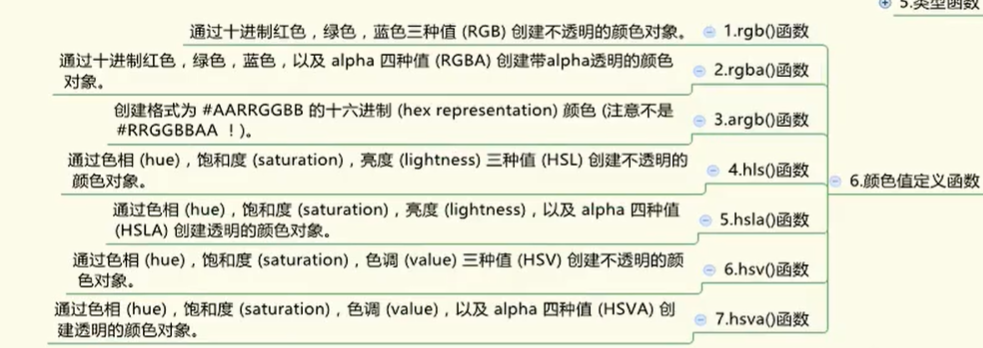 5.类型函数
通过十进制红色，绿色，蓝色三种值 (RGB) 创建不透明的颜色对象。
1.rgb()函数
通过十进制红色，绿色，蓝色，以及 alpha 四种值 (RGBA) 创建带alpha透明的颜色
对象。
2.rgba()函数
创建格式为 #AARRGGBB 的十六进制 (hex representation) 颜色 (注意不是
#RRGGBBAA ！)。
3.argb()函数
通过色相 (hue)，饱和度 (saturation)，亮度 (lightness) 三种值 (HSL) 创建不透明的
颜色对象。
4.hls()函数
通过色相 (hue)，饱和度 (saturation)，亮度 (lightness)，以及 alpha 四种值
(HSLA) 创建透明的颜色对象。
5.hsla()函数
通过色相 (hue)，饱和度 (saturation)，色调 (value) 三种值 (HSV) 创建不透明的颜
色对象。
6.hsv()函数
通过色相 (hue)，饱和度 (saturation)，色调 (value)，以及 alpha 四种值 (HSVA) 创
建透明的颜色对象。
7.hsva()函数
6.颜色值定义函数